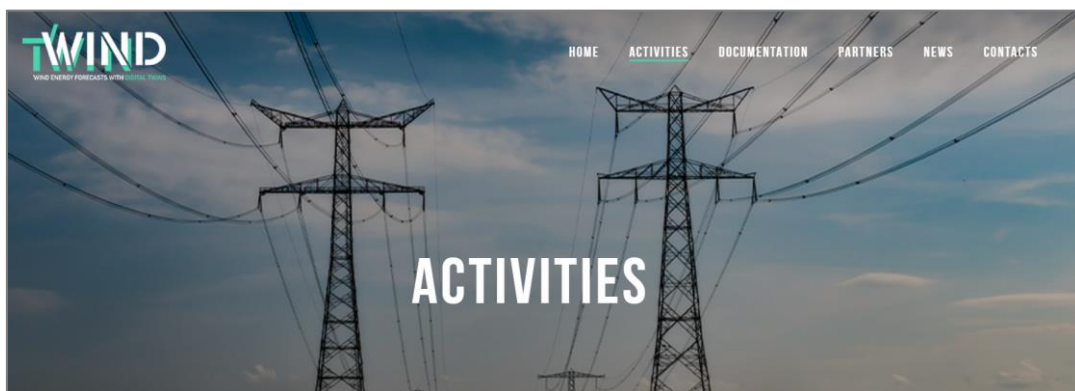 TWIND
WIND ENERGY FORECASTS WITH DIGITAL TWINS
HOME ACTIVITIES DOCUMENTATION PARTNERS NEWS CONTACTS
ACTIVITIES